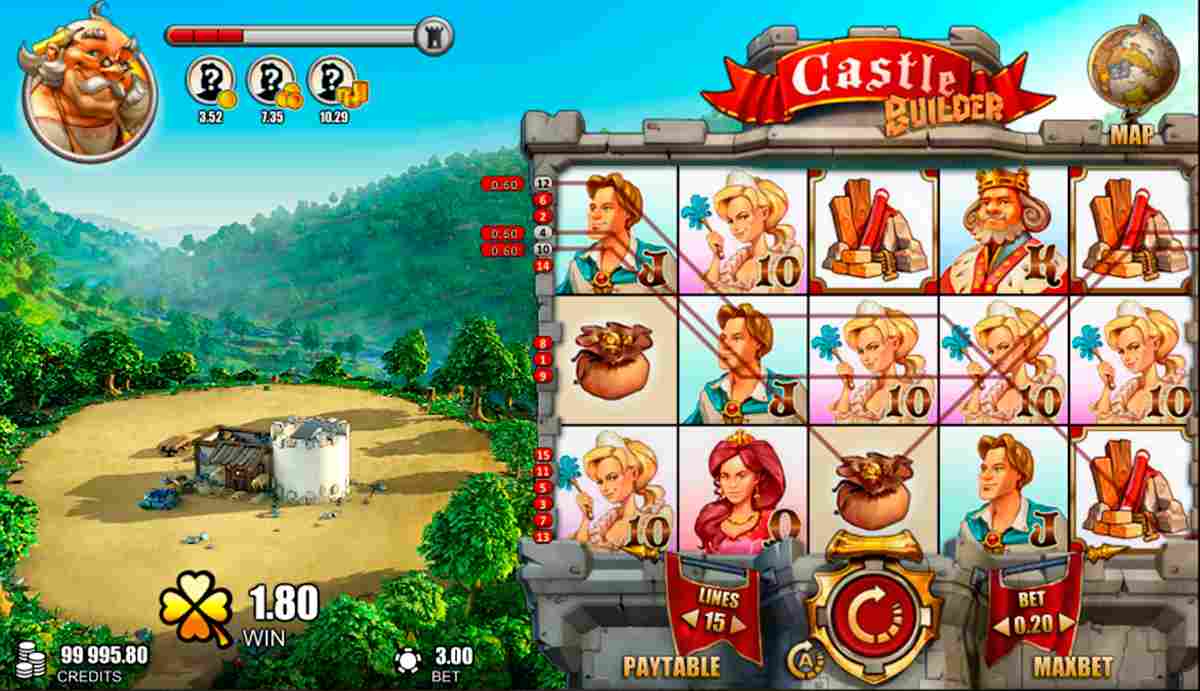 ? ? ?
3.52 7.35 10.29
Castle
BUILDER
MAP
0.60 12
6
2
0.60 4
0.60 10
14
J 10 K
8
1
9
J 10 10 10
15
11
5
3
7
13
10 Q J
LINES
15
BET
0.20
1.80
WIN
99 995.80
CREDITS
3.00
BET
PAYTABLE
A
MAXBET